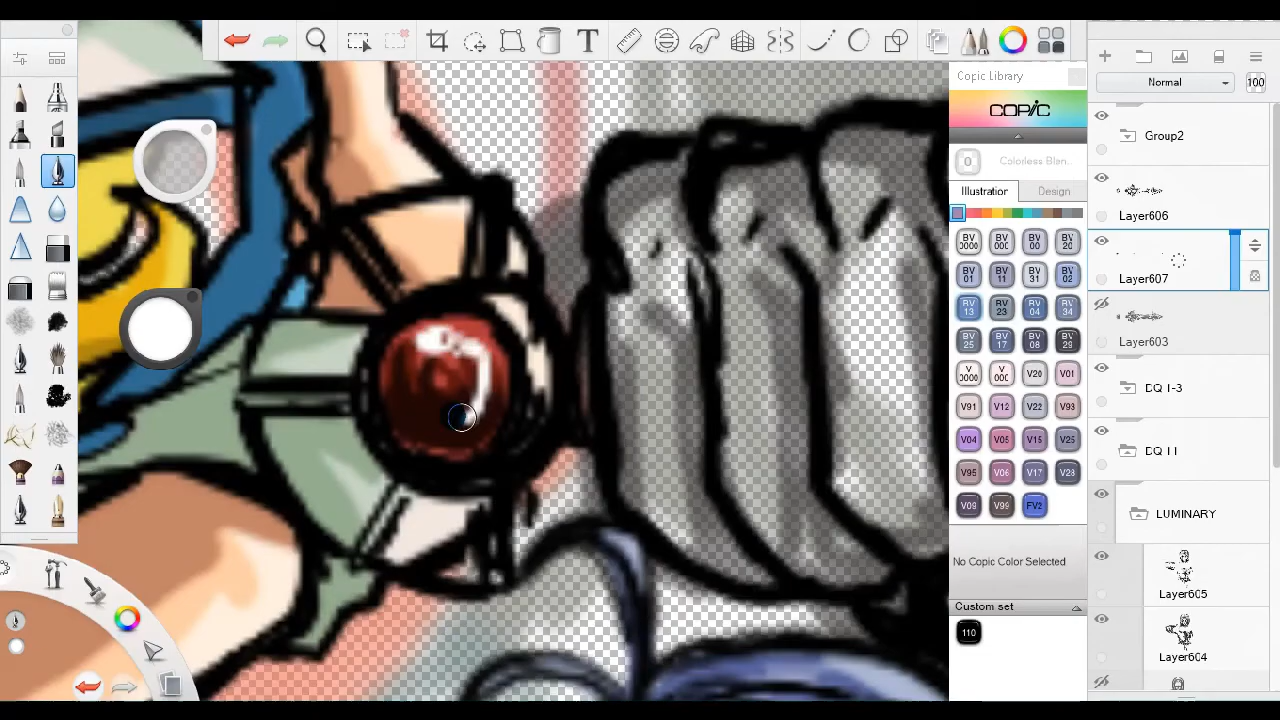 T
Copic Library
COPIC
0 Colorless Blan..
Illustration Design
BV 0000 BV 000 BV 00 BV 20
BV 01 BV 11 BV 31 BV 02
BV 13 BV 23 BV 04 BV 34
BV 25 BV 17 BV 08 BV 29
V 0000 V 000 V20 V01
V91 V12 V22 V93
V04 V05 V15 V25
V95 V06 V17 V28
V09 V99 FV2
No Copic Color Selected
Custom set
110
Normal 100
Group2
Layer606
Layer607
Layer603
DQ I-3
DQ I-I
LUMINARY
Layer605
Layer604